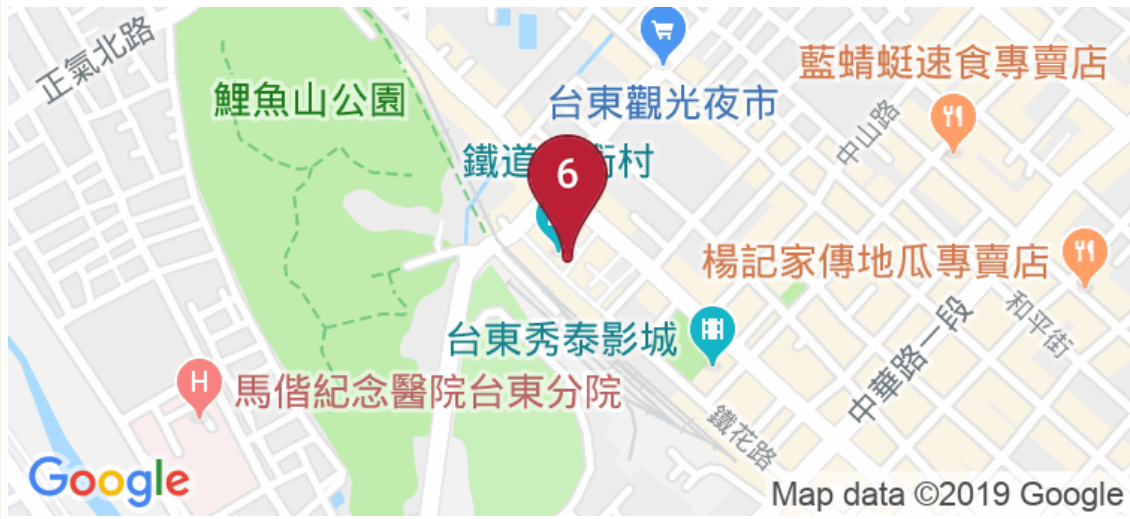 正氣北路
鯉魚山公園
台東觀光夜市
藍蜻蜓速食專賣店
中山路
鐵道
村
6
楊記家傳地瓜專賣店
和平街
台東秀泰影城
中華路一段
H
馬偕紀念醫院台東分院
鐵花路
Google
Map data ©2019 Google